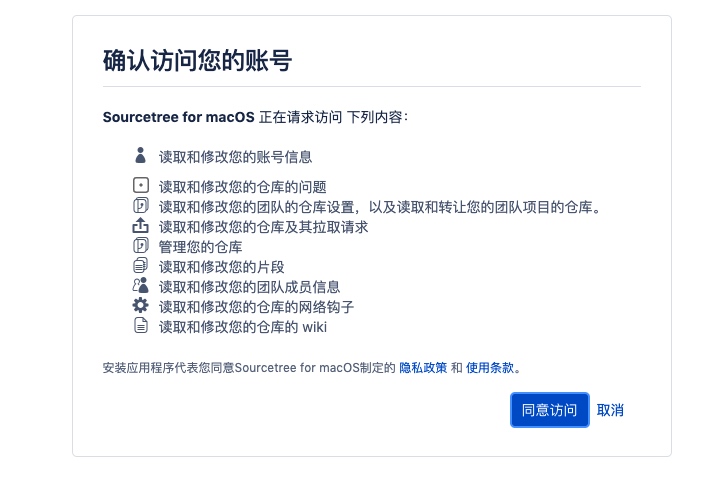 确认访问您的账号
Sourcetree for macOS 正在请求访问 下列内容：
读取和修改您的账号信息
读取和修改您的仓库的问题
读取和修改您的团队的仓库设置，以及读取和转让您的团队项目的仓库。
读取和修改您的仓库及其拉取请求
管理您的仓库
读取和修改您的片段
读取和修改您的团队成员信息
读取和修改您的仓库的网络钩子
读取和修改您的仓库的 wiki
安装应用程序代表您同意Sourcetree for macOS制定的 隐私政策 和 使用条款。
同意访问 取消